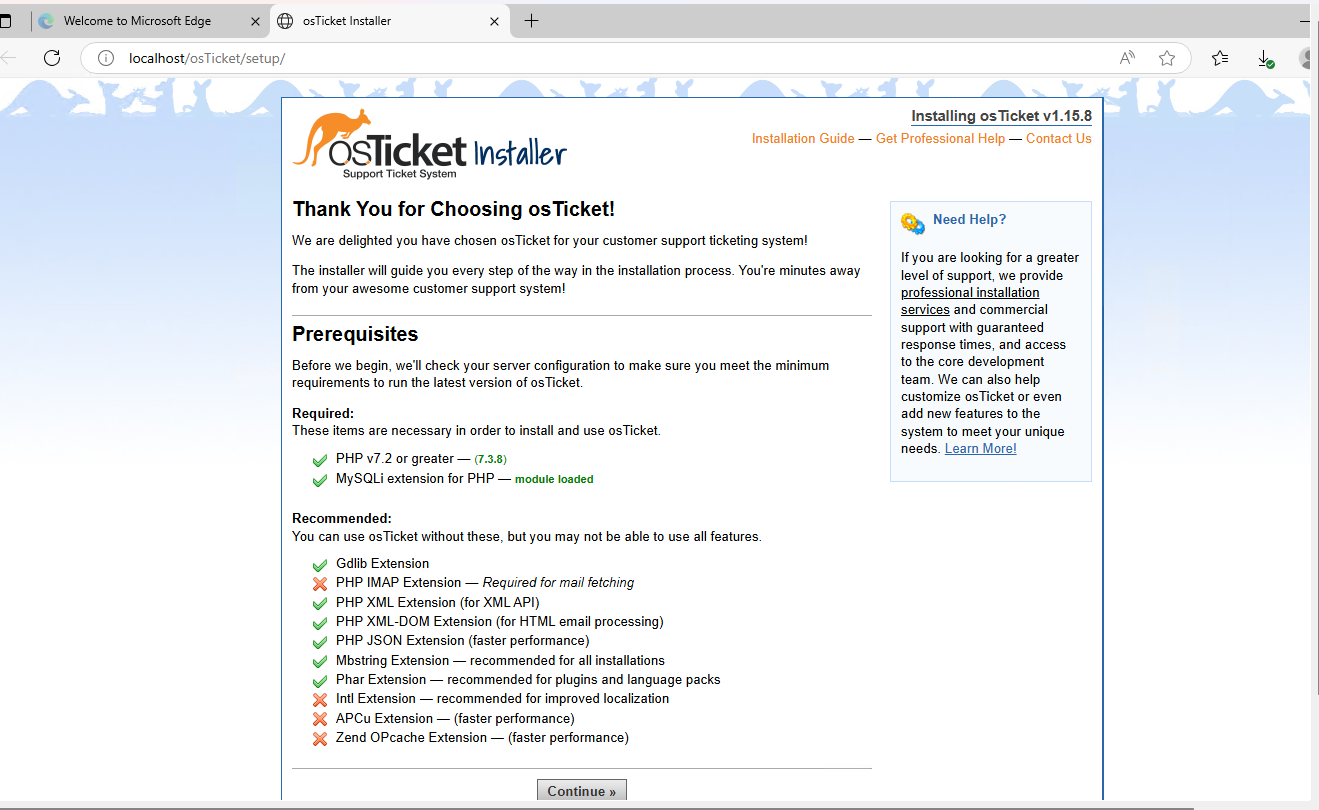 Welcome to Microsoft Edge
osTicket Installer
localhost/osTicket/setup/
osTicket Installer
Support Ticket System
Installing osTicket v1.15.8
Installation Guide — Get Professional Help — Contact Us
Thank You for Choosing osTicket!
We are delighted you have chosen osTicket for your customer support ticketing system!
The installer will guide you every step of the way in the installation process. You're minutes away
from your awesome customer support system!
Prerequisites
Before we begin, we'll check your server configuration to make sure you meet the minimum
requirements to run the latest version of osTicket.
Required:
These items are necessary in order to install and use osTicket.
PHP v7.2 or greater — (7.3.8)
MySQLi extension for PHP — module loaded
Recommended:
You can use osTicket without these, but you may not be able to use all features.
Gdlib Extension
PHP IMAP Extension — Required for mail fetching
PHP XML Extension (for XML API)
PHP XML-DOM Extension (for HTML email processing)
PHP JSON Extension (faster performance)
Mbstring Extension — recommended for all installations
Phar Extension — recommended for plugins and language packs
Intl Extension — recommended for improved localization
APCu Extension — (faster performance)
Zend OPcache Extension — (faster performance)
Continue »
Need Help?
If you are looking for a greater
level of support, we provide
professional installation
services and commercial
support with guaranteed
response times, and access
to the core development
team. We can also help
customize osTicket or even
add new features to the
system to meet your unique
needs. Learn More!